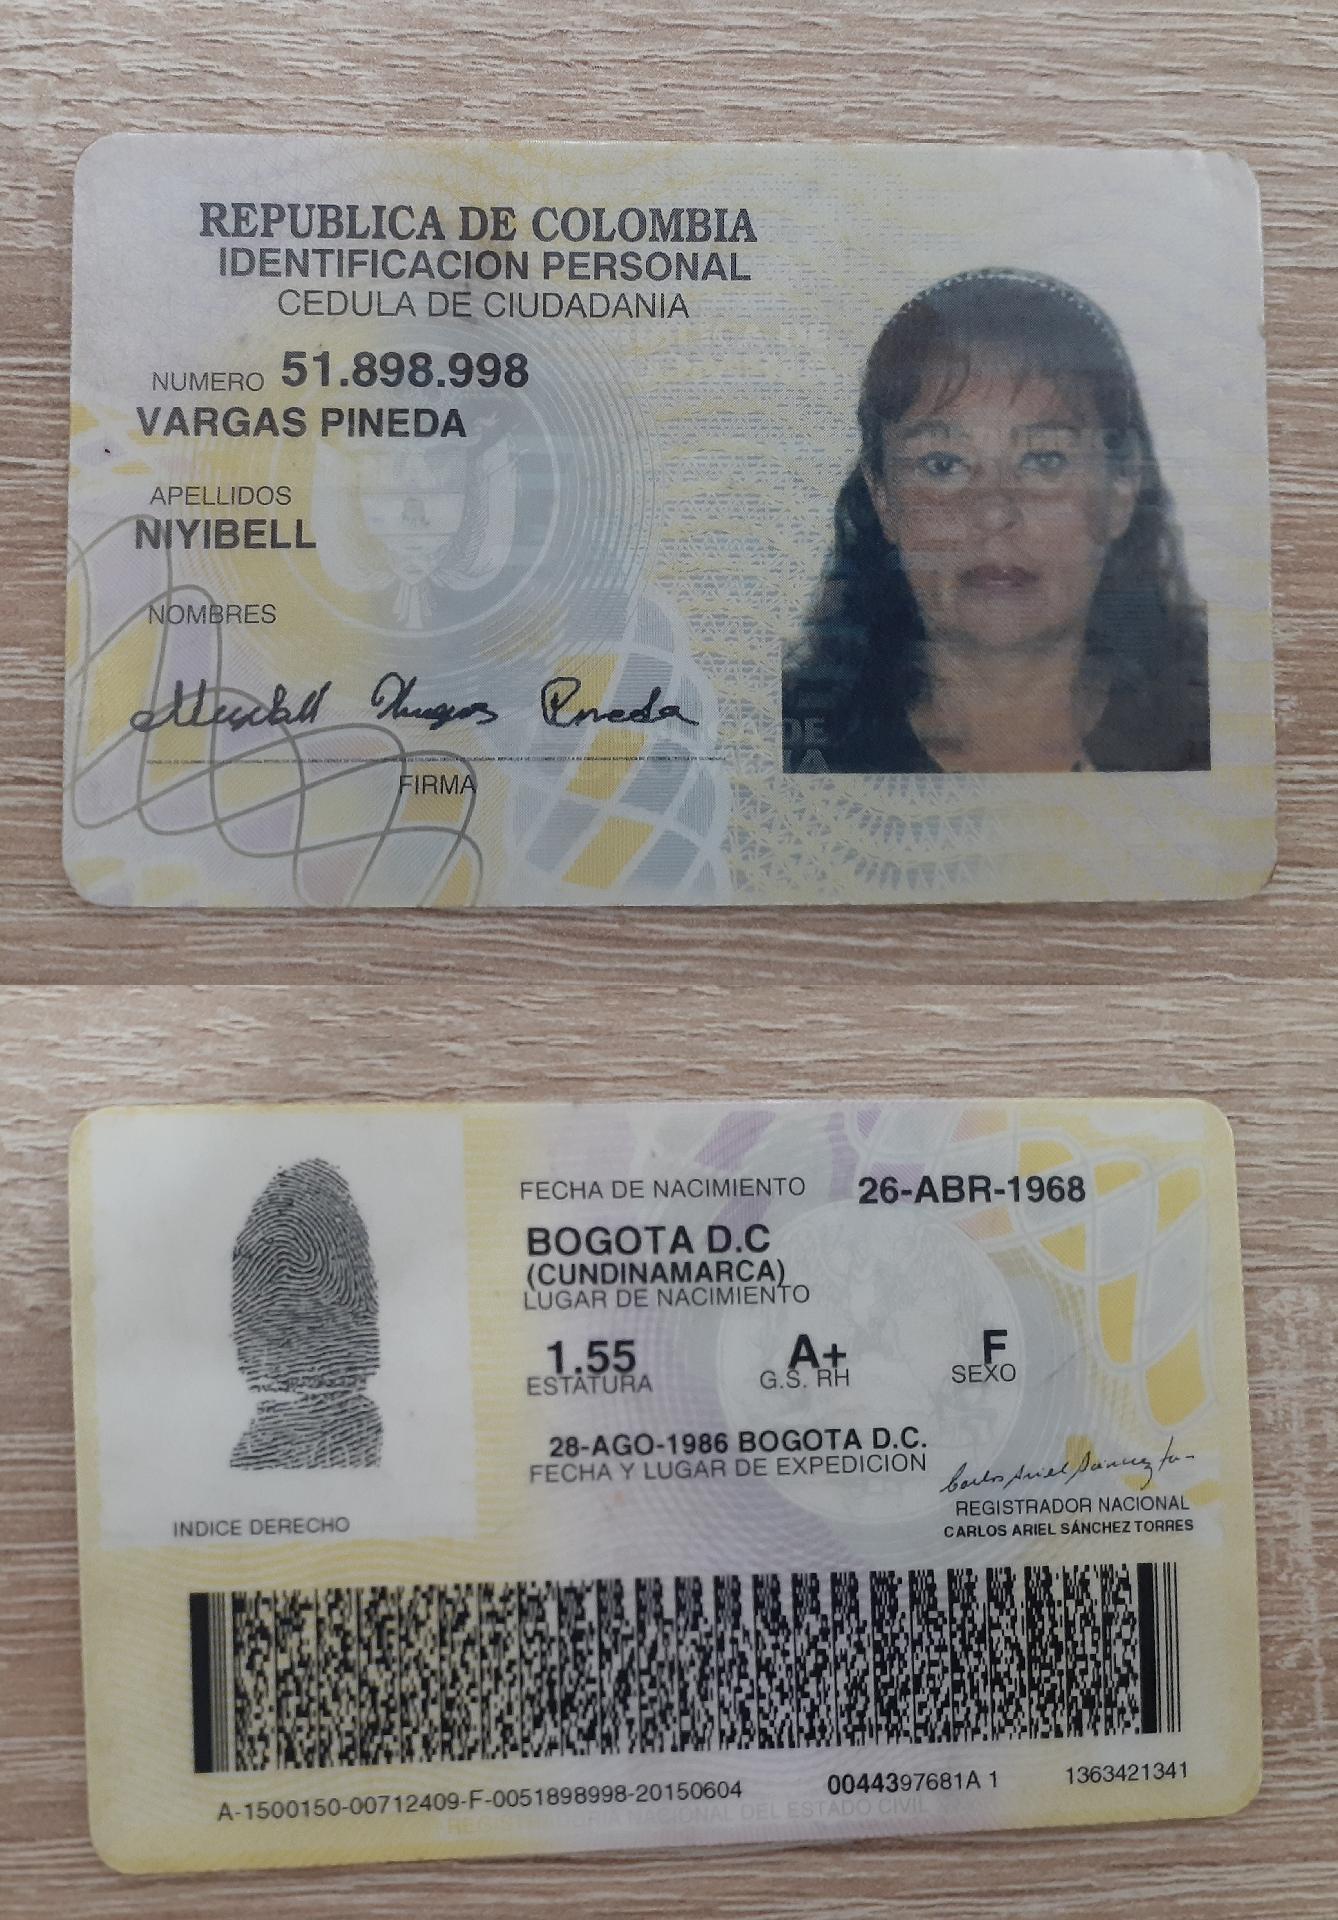 REPUBLICA DE COLOMBIA
IDENTIFICACION PERSONAL
CEDULA DE CIUDADANIA
NUMERO 51.898.998
VARGAS PINEDA
APELLIDOS
NIYIBELL
NOMBRES
Vargas Pineda
FIRMA
FECHA DE NACIMIENTO 26-ABR-1968
BOGOTA D.C
(CUNDINAMARCA)
LUGAR DE NACIMIENTO
1.55 A+ F
ESTATURA G.S. RH SEXO
28-AGO-1986 BOGOTA D.C.
FECHA Y LUGAR DE EXPEDICION
Carlos Ariel Sánchez
REGISTRADOR NACIONAL
CARLOS ARIEL SÁNCHEZ TORRES
INDICE DERECHO
A-1500150-00712409-F-0051898998-20150604 0044397681A 1 1363421341
REGISTRADURIA NACIONAL DEL ESTADO CIVIL